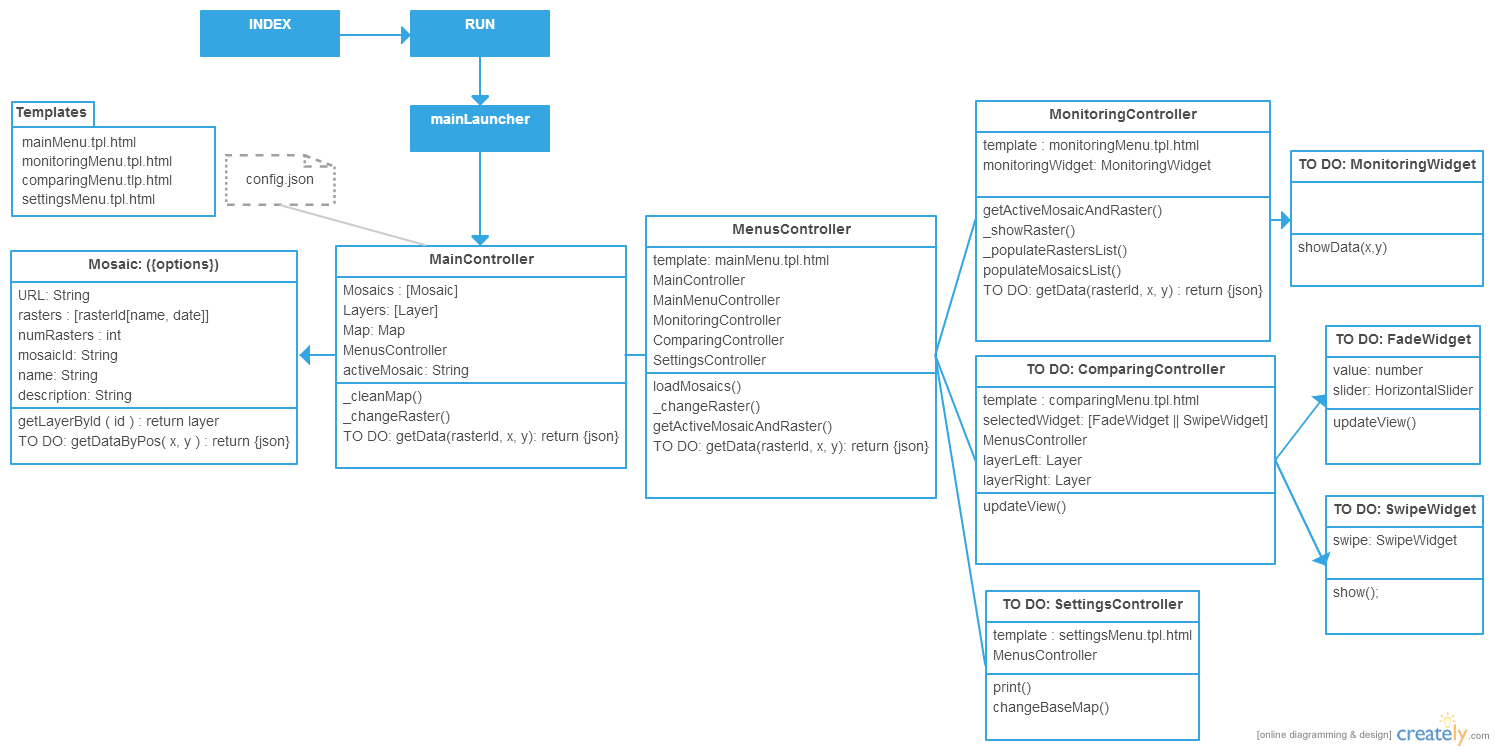 INDEX
RUN
mainLauncher
Templates
mainMenu.tpl.html
monitoringMenu.tpl.html
comparingMenu.tlp.html
settingsMenu.tpl.html
config.json
Mosaic: ({options})
URL: String
rasters : [rasterId[name, date]]
numRasters : int
mosaicId: String
name: String
description: String
getLayerById ( id ) : return layer
TO DO: getDataByPos( x, y ) : return {json}
MainController
Mosaics : [Mosaic]
Layers: [Layer]
Map: Map
MenusController
activeMosaic: String
_cleanMap()
_changeRaster()
TO DO: getData(rasterId, x, y): return {json}
MenusController
template: mainMenu.tpl.html
MainController
MainMenuController
MonitoringController
ComparingController
SettingsController
loadMosaics()
_changeRaster()
getActiveMosaicAndRaster()
TO DO: getData(rasterId, x, y): return {json}
MonitoringController
template : monitoringMenu.tpl.html
monitoringWidget: MonitoringWidget
getActiveMosaicAndRaster()
_showRaster()
_populateRastersList()
populateMosaicsList()
TO DO: getData(rasterId, x, y) : return {json}
TO DO: MonitoringWidget
showData(x,y)
TO DO: ComparingController
template : comparingMenu.tpl.html
selectedWidget: [FadeWidget || SwipeWidget]
MenusController
layerLeft: Layer
layerRight: Layer
updateView()
TO DO: FadeWidget
value: number
slider: HorizontalSlider
updateView()
TO DO: SwipeWidget
swipe: SwipeWidget
show();
TO DO: SettingsController
template : settingsMenu.tpl.html
MenusController
print()
changeBaseMap()
[online diagramming & design] creately.com